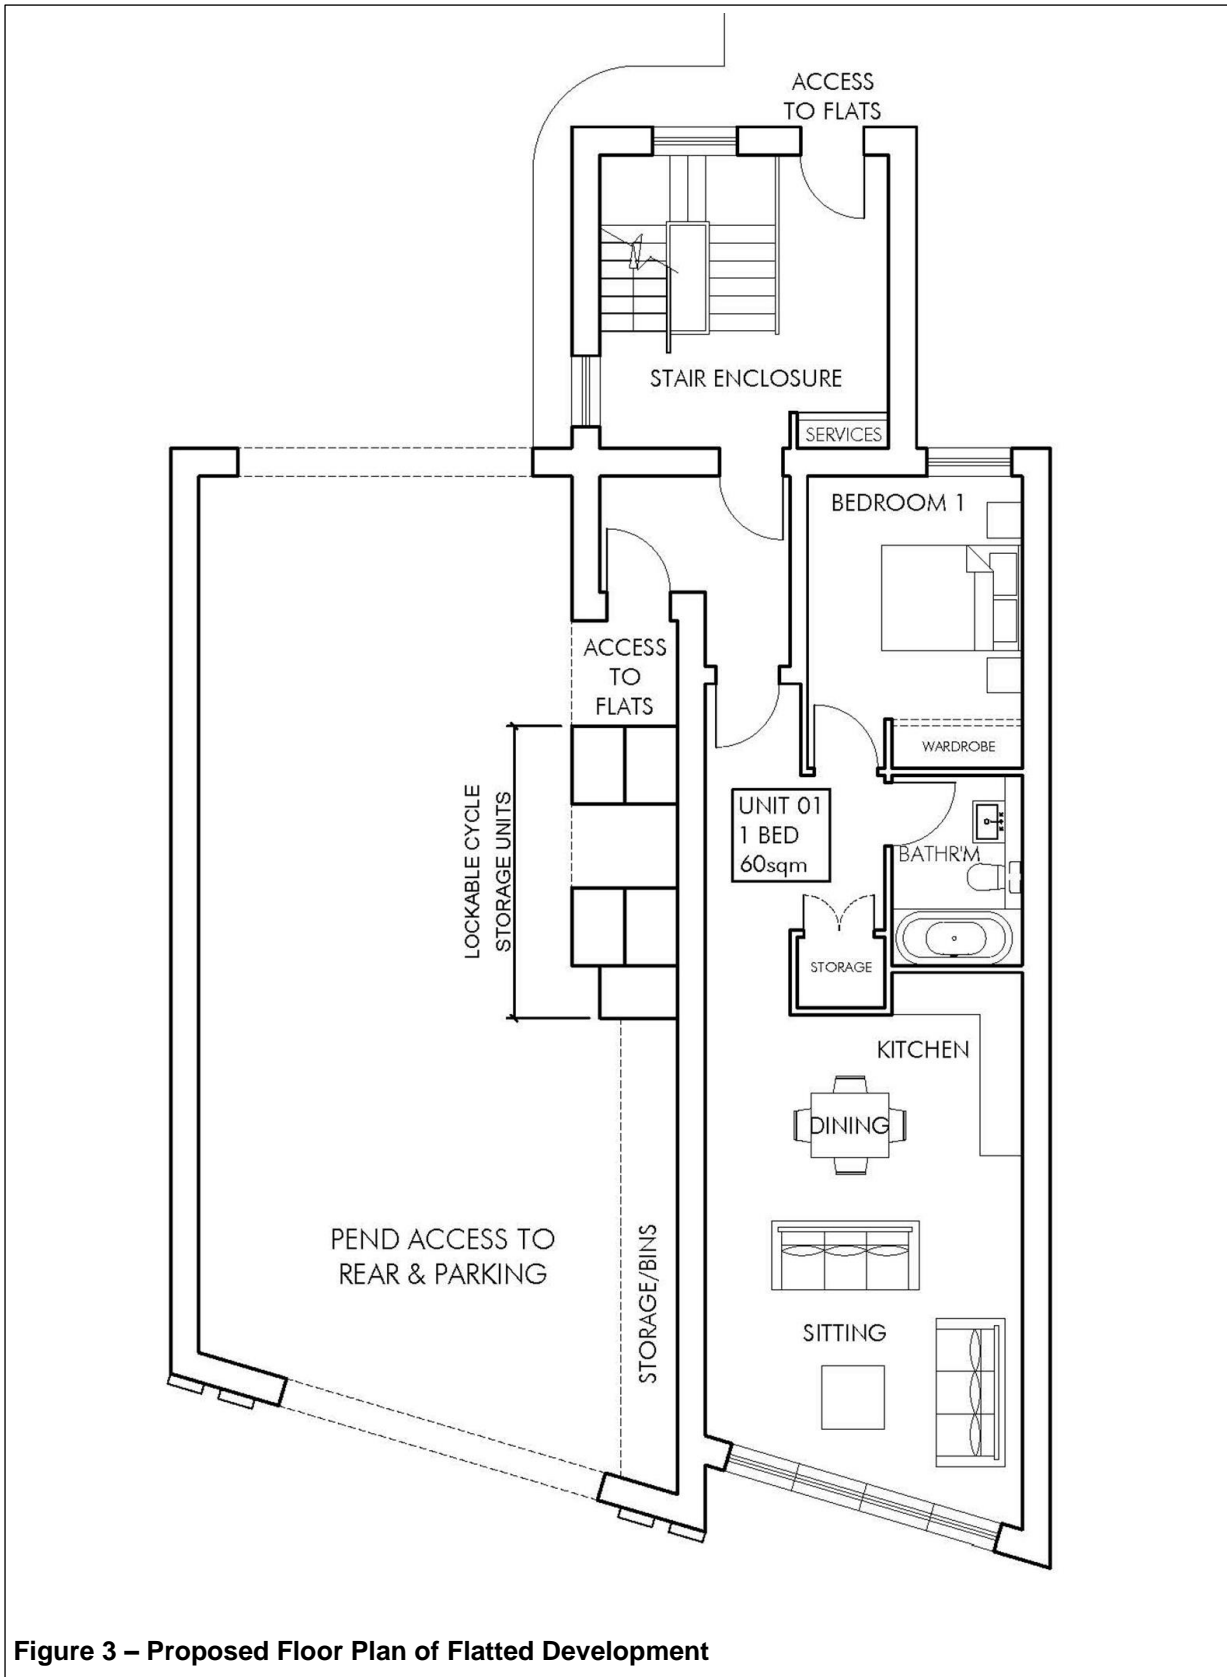 ACCESS
TO FLATS
STAIR ENCLOSURE
SERVICES
BEDROOM 1
ACCESS
TO
FLATS
WARDROBE
LOCKABLE CYCLE
STORAGE UNITS
UNIT 01
1 BED
60sqm
BATHR'M
STORAGE
KITCHEN
DINING
PEND ACCESS TO
REAR & PARKING
STORAGE/BINS
SITTING
Figure 3 – Proposed Floor Plan of Flatted Development